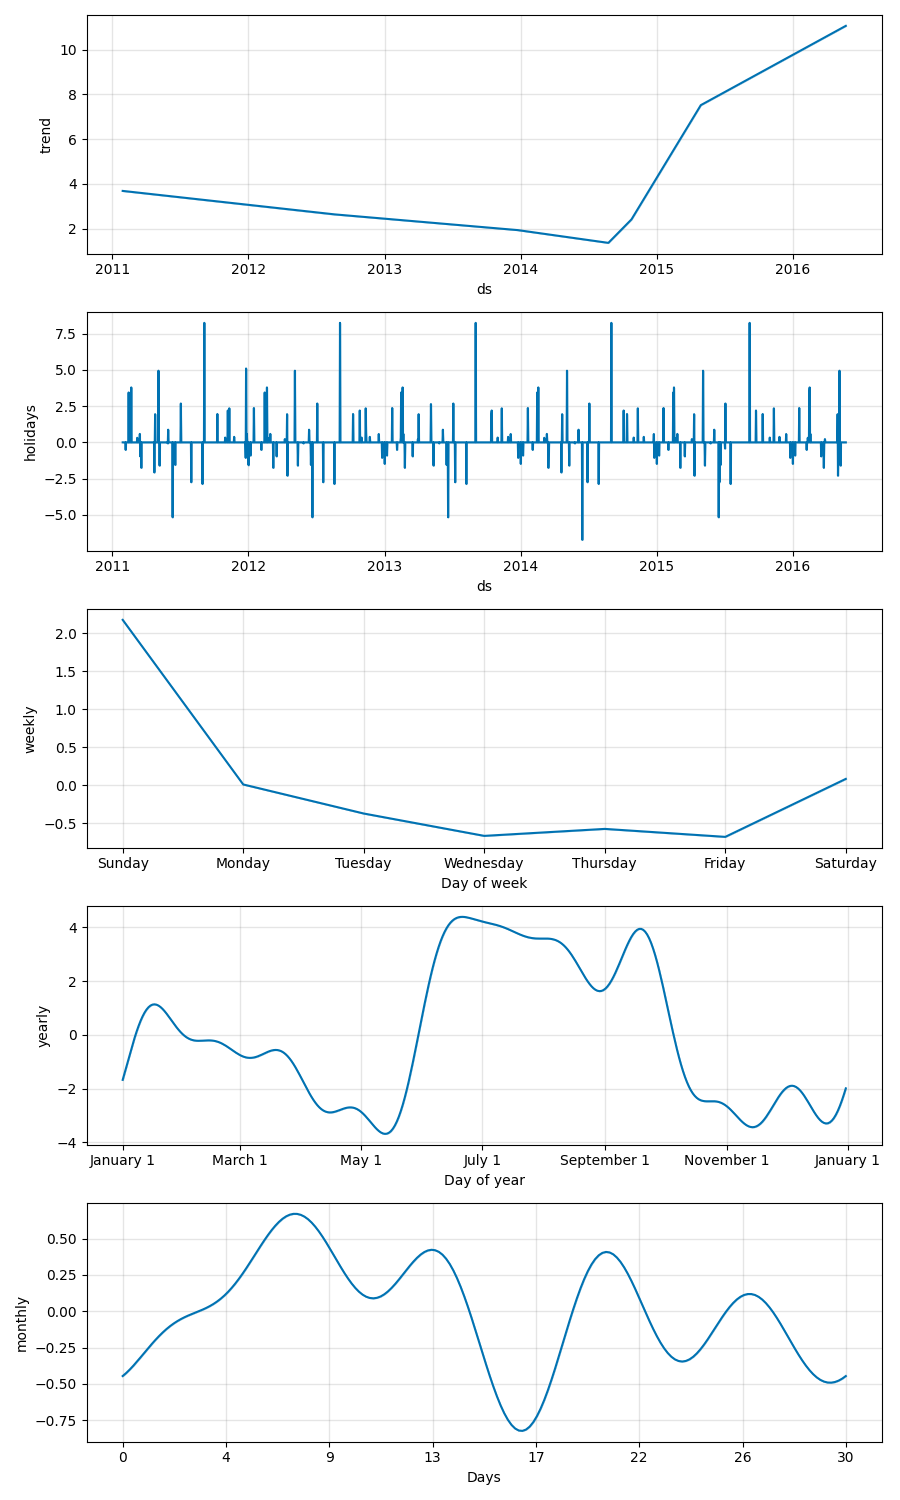 10
8
6
4
2
trend
2011 2012 2013 2014 2015 2016
ds
7.5
5.0
2.5
0.0
−2.5
−5.0
holidays
2011 2012 2013 2014 2015 2016
ds
2.0
1.5
1.0
0.5
0.0
−0.5
weekly
Sunday Monday Tuesday Wednesday Thursday Friday Saturday
Day of week
4
2
0
−2
−4
yearly
January 1 March 1 May 1 July 1 September 1 November 1 January 1
Day of year
0.50
0.25
0.00
−0.25
−0.50
−0.75
monthly
0 4 9 13 17 22 26 30
Days